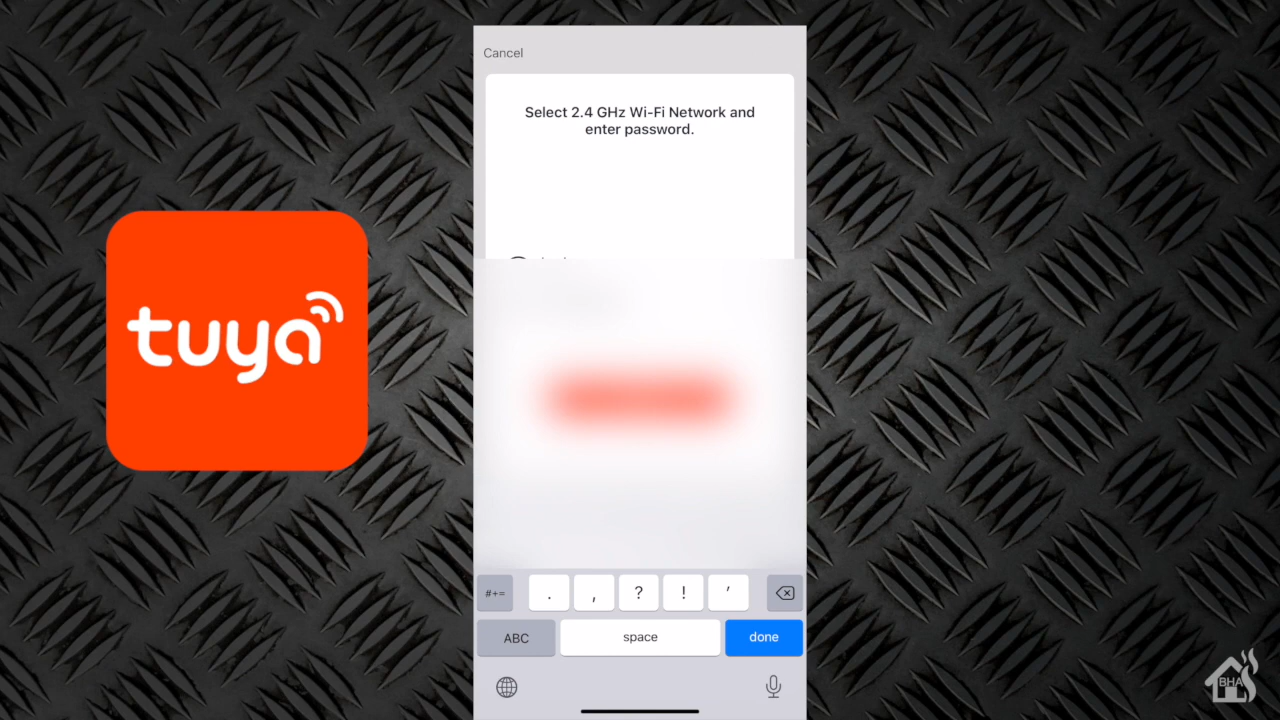 Cancel
Select 2.4 GHz Wi-Fi Network and
enter password.
tuya
#+=
. , ? ! ′
ABC
space
done
BHA